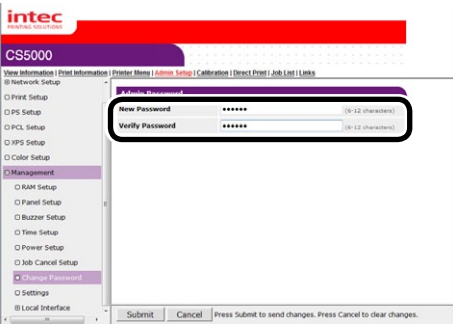 intec
PRINTING SOLUTIONS
CS5000
View Information | Print Information | Printer Menu | Admin Setup | Calibration | Direct Print | Job List | Links
Network Setup
Print Setup
PS Setup
PCL Setup
XPS Setup
Color Setup
Management
RAM Setup
Panel Setup
Buzzer Setup
Time Setup
Power Setup
Job Cancel Setup
Change Password
Settings
Local Interface
Admin Password
New Password •••••• (6-12 characters)
Verify Password •••••• (6-12 characters)
Submit Cancel Press Submit to send changes. Press Cancel to clear changes.